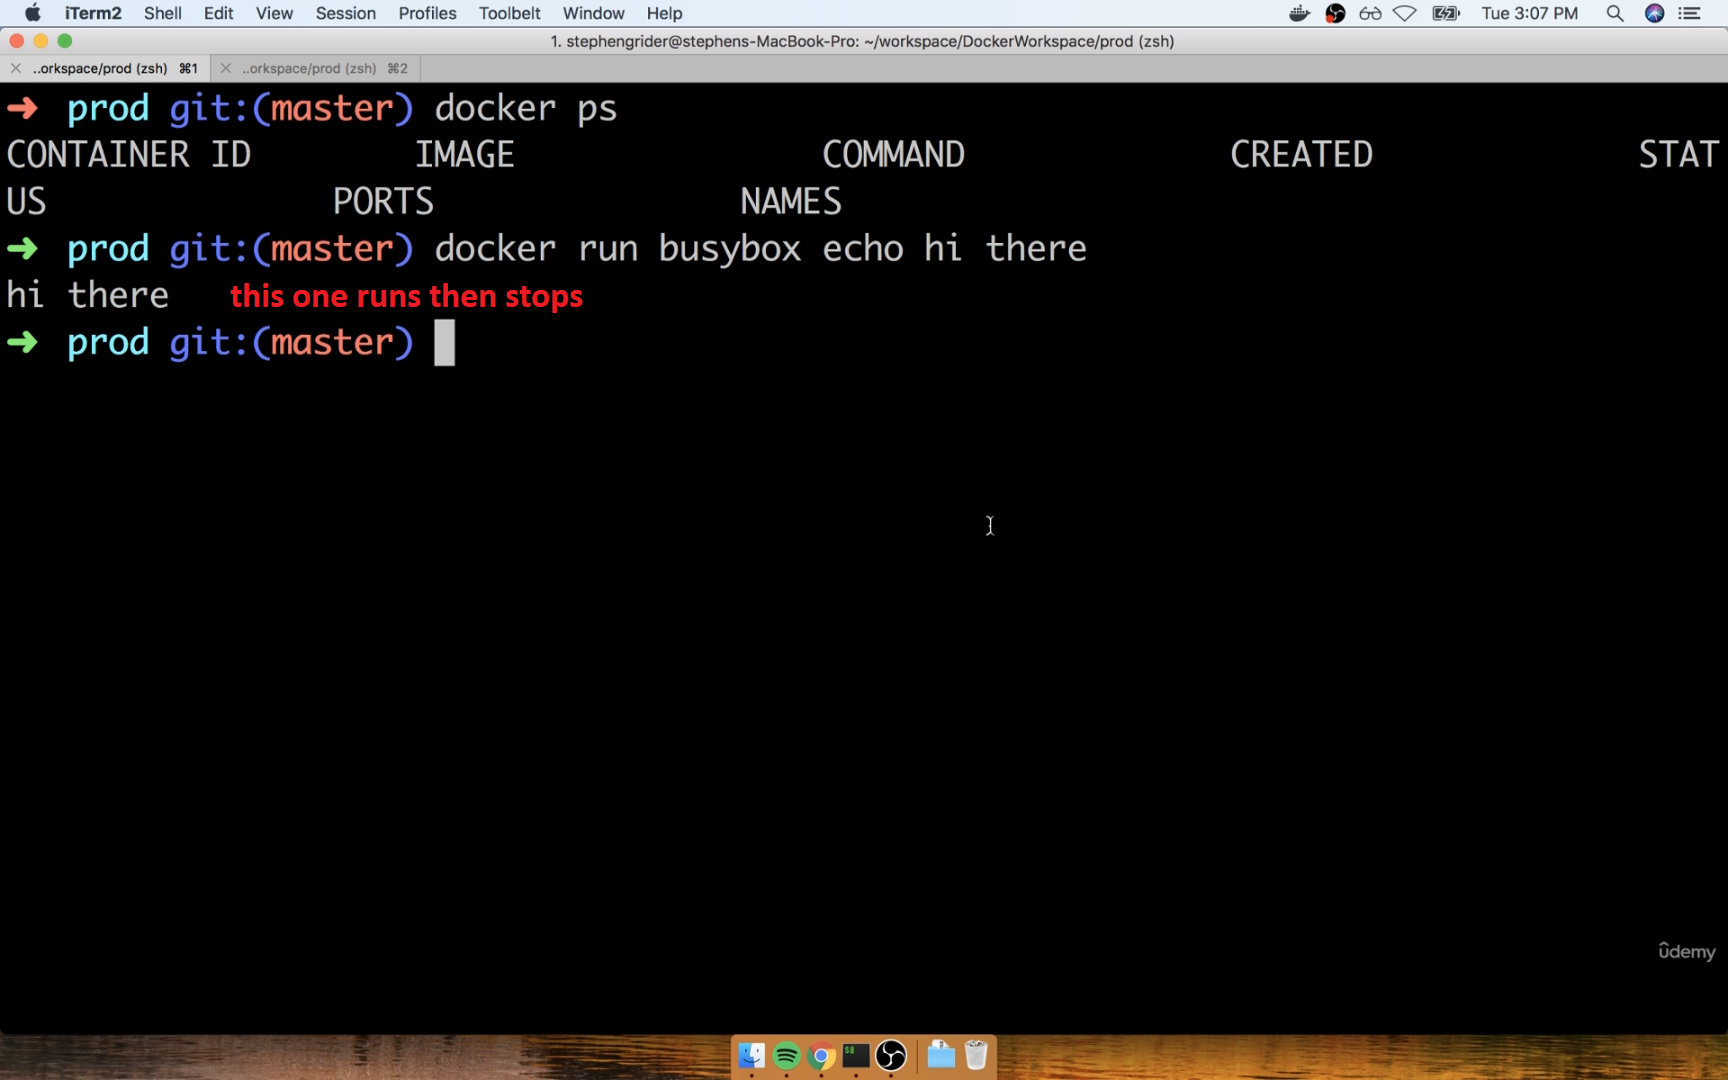 iTerm2 Shell Edit View Session Profiles Toolbelt Window Help Tue 3:07 PM
1. stephengrider@stephens-MacBook-Pro: ~/workspace/DockerWorkspace/prod (zsh)
..orkspace/prod (zsh) ⌘1 ..orkspace/prod (zsh) ⌘2
➜ prod git:(master) docker ps
CONTAINER ID IMAGE COMMAND CREATED STAT
US PORTS NAMES
➜ prod git:(master) docker run busybox echo hi there
hi there this one runs then stops
➜ prod git:(master)
ûdemy